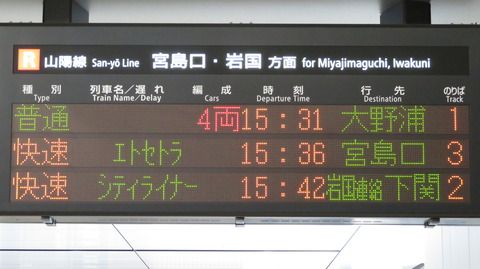 R 山陽線 San-yō Line 宮島口・岩国 方面 for Miyajimaguchi, Iwakuni
種別 列車名/遅れ 編成 時刻 行先 のりば
Type Train Name/Delay Cars Departure Time Destination Track
普通 4両 15:31 大野浦 1
快速 エトセトラ 15:36 宮島口 3
快速 シティライナー 15:42 岩国連絡 下関 2